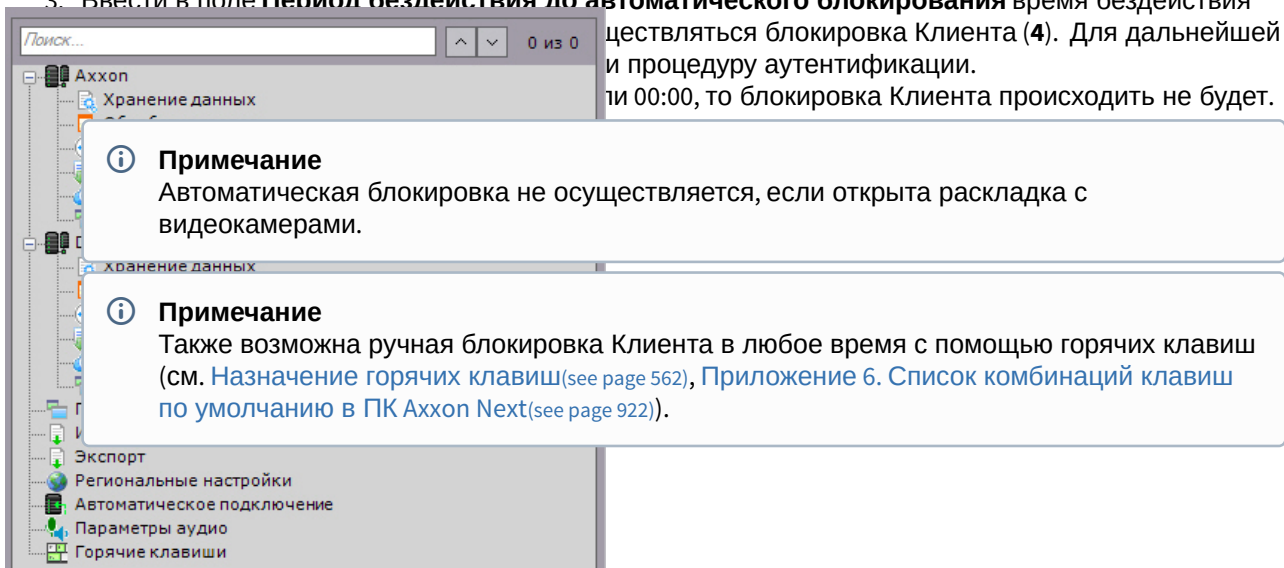 3. Ввести в поле Период бездействия до автоматического блокирования время бездействия
ществляться блокировка Клиента (4). Для дальнейшей
и процедуру аутентификации.
ли 00:00, то блокировка Клиента происходить не будет.
Поиск...
0 из 0
Axxon
Хранение данных
Примечание
Автоматическая блокировка не осуществляется, если открыта раскладка с
видеокамерами.
Хранение данных
Примечание
Также возможна ручная блокировка Клиента в любое время с помощью горячих клавиш
(см. Назначение горячих клавиш(see page 562), Приложение 6. Список комбинаций клавиш
по умолчанию в ПК Axxon Next(see page 922)).
Экспорт
Региональные настройки
Автоматическое подключение
Параметры аудио
Горячие клавиши